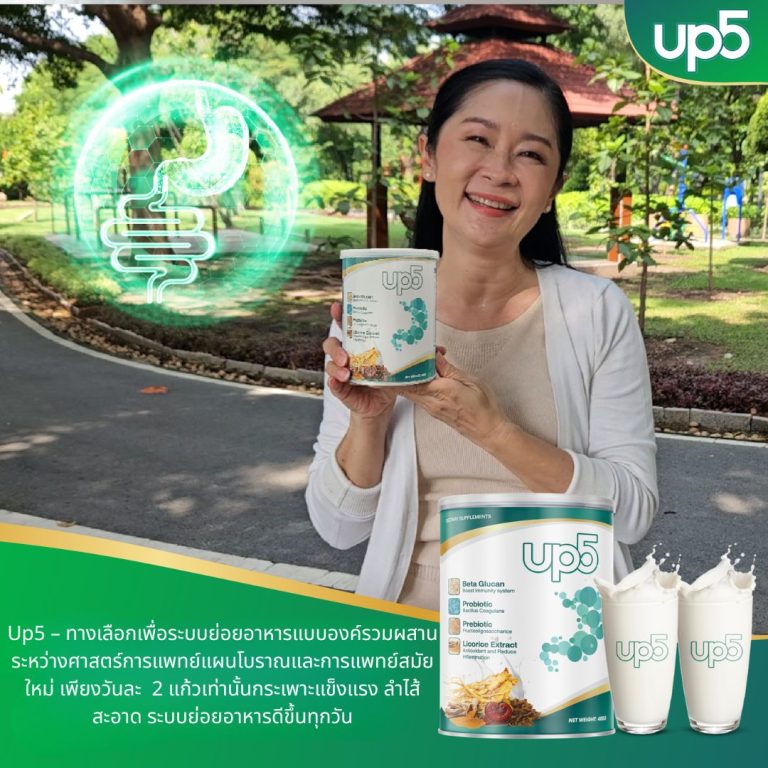 up5
up5
DIETARY SUPPLEMENTS
up5
Beta Glucan
Boost immunity system
Probiotic
Bacillus Coagulans
Prebiotic
Licorice Extract
Antioxidant and Reduce
Inflammation
Up5 – ทางเลือกเพื่อระบบย่อยอาหารแบบองค์รวมผสาน
ระหว่างศาสตร์การแพทย์แผนโบราณและการแพทย์สมัย
ใหม่ เพียงวันละ 2 แก้วเท่านั้นกระเพาะแข็งแรง ลำไส้
สะอาด ระบบย่อยอาหารดีขึ้นทุกวัน
up5
up5